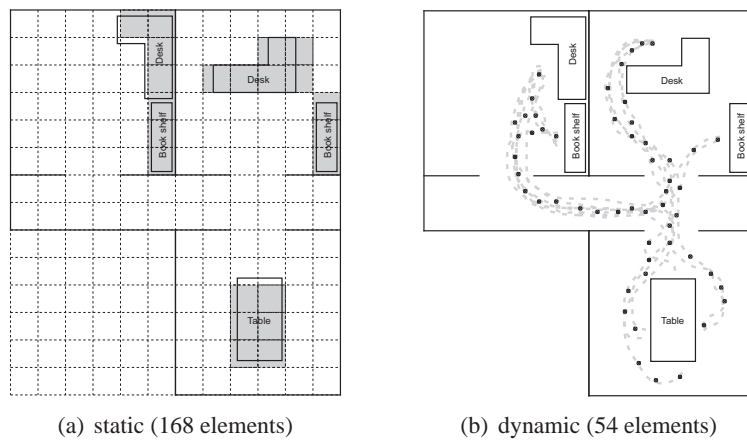 Desk
Desk
Book shelf
Book shelf
Table
Desk
Desk
Book shelf
Book shelf
Table
(a) static (168 elements)
(b) dynamic (54 elements)